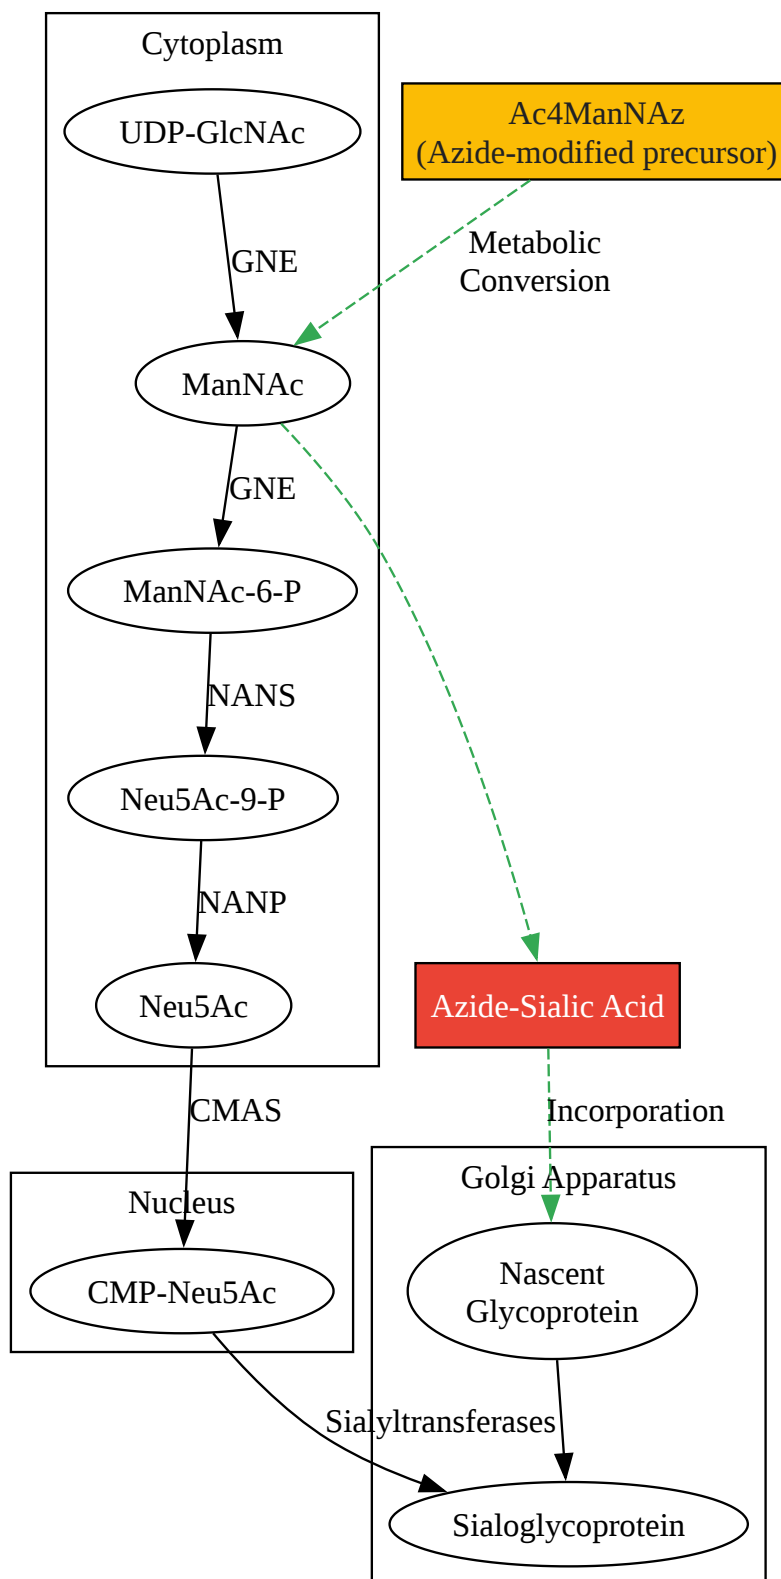 Cytoplasm
UDP-GlcNAc
Ac4ManNAz
(Azide-modified precursor)
Metabolic
Conversion
GNE
ManNAc
GNE
ManNAc-6-P
NANS
Neu5Ac-9-P
NANP
Neu5Ac
Azide-Sialic Acid
CMAS
Incorporation
Nucleus
Golgi Apparatus
CMP-Neu5Ac
Nascent
Glycoprotein
Sialyltransferases
Sialoglycoprotein